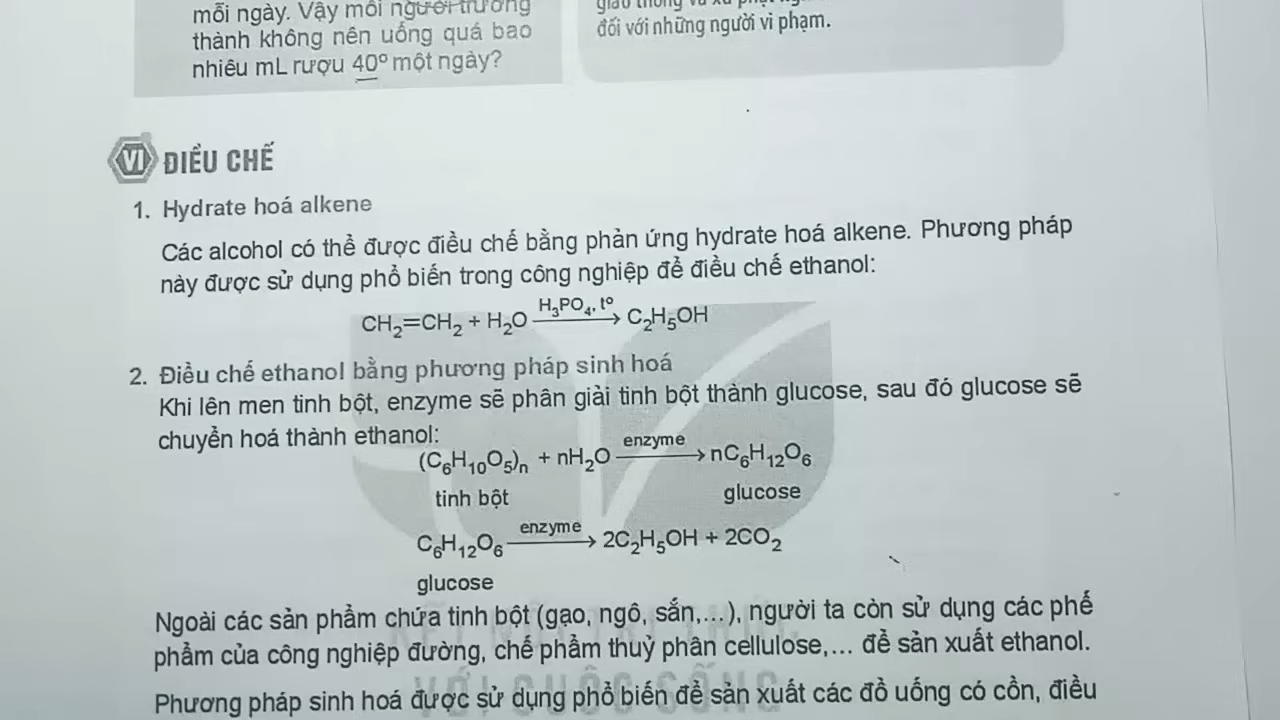 mỗi ngày. Vậy mỗi người trưởng
thành không nên uống quá bao
nhiêu mL rượu 40° một ngày?
đối với những người vi phạm.
VI ĐIỀU CHẾ
1. Hydrate hoá alkene
Các alcohol có thể được điều chế bằng phản ứng hydrate hoá alkene. Phương pháp
này được sử dụng phổ biến trong công nghiệp để điều chế ethanol:
H₃PO₄, t°
CH₂=CH₂ + H₂O ⟶ C₂H₅OH
2. Điều chế ethanol bằng phương pháp sinh hoá
Khi lên men tinh bột, enzyme sẽ phân giải tinh bột thành glucose, sau đó glucose sẽ
chuyển hoá thành ethanol:
enzyme
(C₆H₁₀O₅)ₙ + nH₂O ⟶ nC₆H₁₂O₆
tinh bột glucose
enzyme
C₆H₁₂O₆ ⟶ 2C₂H₅OH + 2CO₂
glucose
Ngoài các sản phẩm chứa tinh bột (gạo, ngô, sắn,...), người ta còn sử dụng các phế
phẩm của công nghiệp đường, chế phẩm thuỷ phân cellulose,... để sản xuất ethanol.
Phương pháp sinh hoá được sử dụng phổ biến để sản xuất các đồ uống có cồn, điều